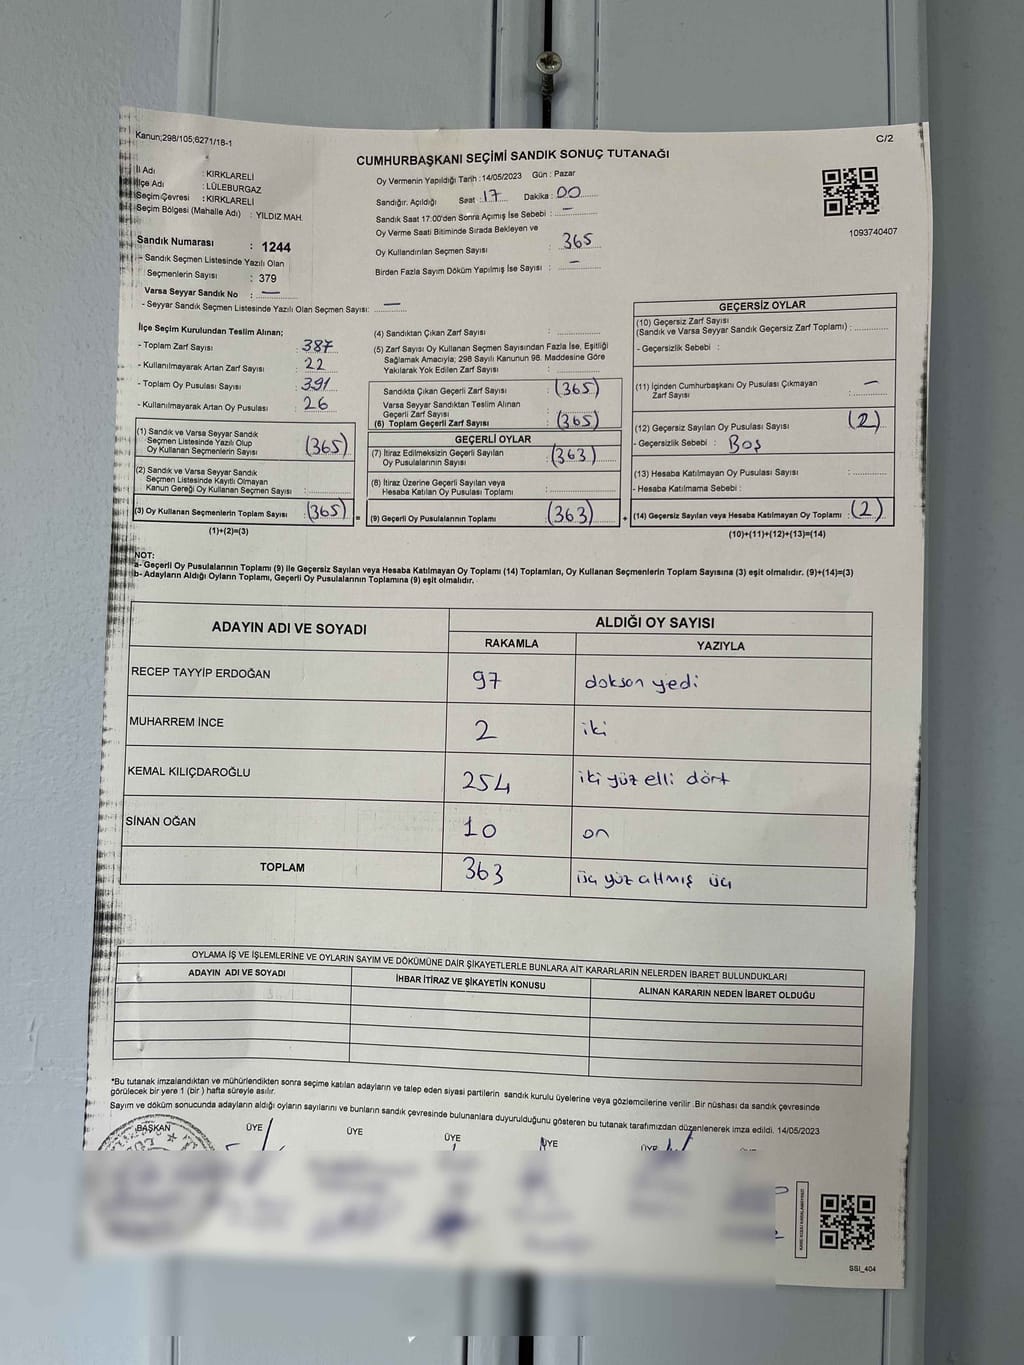 Kanun;298/105;6271/18-1
C/2
CUMHURBAŞKANI SEÇİMİ SANDIK SONUÇ TUTANAĞI
İl Adı : KIRKLARELİ
İlçe Adı : LÜLEBURGAZ
Seçim Çevresi : KIRKLARELİ
Seçim Bölgesi (Mahalle Adı) : YILDIZ MAH.
Oy Vermenin Yapıldığı Tarih : 14/05/2023 Gün : Pazar
Sandığın Açıldığı Saat : 17 Dakika : 00
Sandık Saat 17:00'den Sonra Açımış İse Sebebi : —
Oy Verme Saati Bitiminde Sırada Bekleyen ve
Oy Kullandırılan Seçmen Sayısı : 365
Birden Fazla Sayım Döküm Yapılmış İse Sayısı : —
1093740407
Sandık Numarası : 1244
- Sandık Seçmen Listesinde Yazılı Olan
Seçmenlerin Sayısı : 379
Varsa Seyyar Sandık No : —
- Seyyar Sandık Seçmen Listesinde Yazılı Olan Seçmen Sayısı: —
İlçe Seçim Kurulundan Teslim Alınan;
- Toplam Zarf Sayısı : 387
- Kullanılmayarak Artan Zarf Sayısı : 22
- Toplam Oy Pusulası Sayısı : 391
- Kullanılmayarak Artan Oy Pusulası : 26
(1) Sandık ve Varsa Seyyar Sandık
Seçmen Listesinde Yazılı Olup
Oy Kullanan Seçmenlerin Sayısı : (365)
(2) Sandık ve Varsa Seyyar Sandık
Seçmen Listesinde Kayıtlı Olmayan
Kanun Gereği Oy Kullanan Seçmen Sayısı :
(3) Oy Kullanan Seçmenlerin Toplam Sayısı : (365)
(1)+(2)=(3)
(4) Sandıktan Çıkan Zarf Sayısı :
(5) Zarf Sayısı Oy Kullanan Seçmen Sayısından Fazla İse, Eşitliği
Sağlamak Amacıyla; 298 Sayılı Kanunun 98. Maddesine Göre
Yakılarak Yok Edilen Zarf Sayısı :
Sandıkta Çıkan Geçerli Zarf Sayısı : (365)
Varsa Seyyar Sandıktan Teslim Alınan
Geçerli Zarf Sayısı :
(6) Toplam Geçerli Zarf Sayısı : (365)
GEÇERLİ OYLAR
(7) İtiraz Edilmeksizin Geçerli Sayılan
Oy Pusulalarının Sayısı : (363)
(8) İtiraz Üzerine Geçerli Sayılan veya
Hesaba Katılan Oy Pusulası Toplamı :
= (9) Geçerli Oy Pusulalarının Toplamı : (363)
GEÇERSİZ OYLAR
(10) Geçersiz Zarf Sayısı
(Sandık ve Varsa Seyyar Sandık Geçersiz Zarf Toplamı) :
- Geçersizlik Sebebi :
(11) İçinden Cumhurbaşkanı Oy Pusulası Çıkmayan
Zarf Sayısı : —
(12) Geçersiz Sayılan Oy Pusulası Sayısı : (2)
- Geçersizlik Sebebi : Boş
(13) Hesaba Katılmayan Oy Pusulası Sayısı :
- Hesaba Katılmama Sebebi :
+ (14) Geçersiz Sayılan veya Hesaba Katılmayan Oy Toplamı : (2)
(10)+(11)+(12)+(13)=(14)
NOT:
a- Geçerli Oy Pusulalarının Toplamı (9) ile Geçersiz Sayılan veya Hesaba Katılmayan Oy Toplamı (14) Toplamları, Oy Kullanan Seçmenlerin Toplam Sayısına (3) eşit olmalıdır. (9)+(14)=(3)
b- Adayların Aldığı Oyların Toplamı, Geçerli Oy Pusulalarının Toplamına (9) eşit olmalıdır.
ADAYIN ADI VE SOYADI
ALDIĞI OY SAYISI
RAKAMLA YAZIYLA
RECEP TAYYİP ERDOĞAN 97 doksan yedi
MUHARREM İNCE 2 iki
KEMAL KILIÇDAROĞLU 254 iki yüz elli dört
SİNAN OĞAN 10 on
TOPLAM 363 üç yüz altmış üç
OYLAMA İŞ VE İŞLEMLERİNE VE OYLARIN SAYIM VE DÖKÜMÜNE DAİR ŞİKAYETLERLE BUNLARA AİT KARARLARIN NELERDEN İBARET BULUNDUKLARI
ADAYIN ADI VE SOYADI İHBAR İTİRAZ VE ŞİKAYETİN KONUSU ALINAN KARARIN NEDEN İBARET OLDUĞU
*Bu tutanak imzalandıktan ve mühürlendikten sonra seçime katılan adayların ve talep eden siyasi partilerin sandık kurulu üyelerine veya gözlemcilerine verilir .Bir nüshası da sandık çevresinde
görülecek bir yere 1 (bir ) hafta süreyle asılır.
Sayım ve döküm sonucunda adayların aldığı oyların sayılarını ve bunların sandık çevresinde bulunanlara duyurulduğunu gösteren bu tutanak tarafımızdan düzenlenerek imza edildi. 14/05/2023
BAŞKAN ÜYE ÜYE ÜYE ÜYE ÜYE
SSI_404